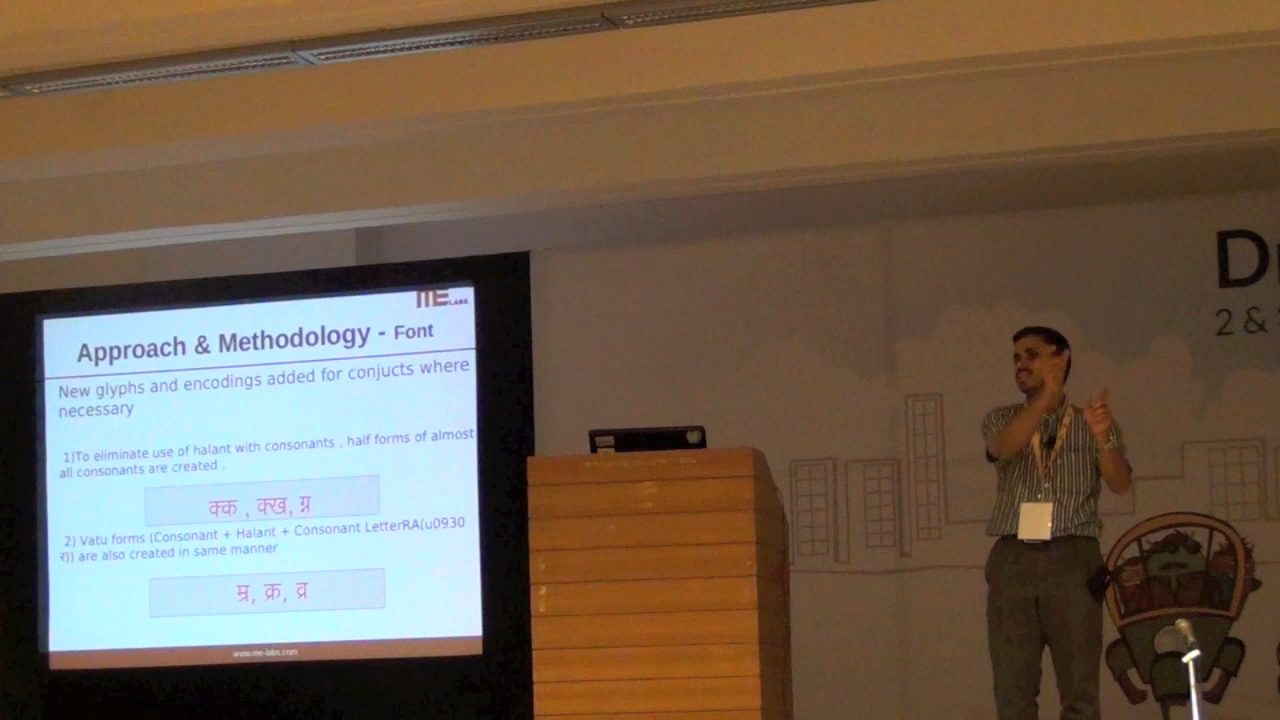 ME LABS
Approach & Methodology - Font
New glyphs and encodings added for conjucts where
necessary
1)To eliminate use of halant with consonants , half forms of almost
all consonants are created .
क्क , क्ख, ग्न
2) Vatu forms (Consonant + Halant + Consonant LetterRA(u0930
र)) are also created in same manner
म्र, क्र, व्र
www.me-labs.com
2 &